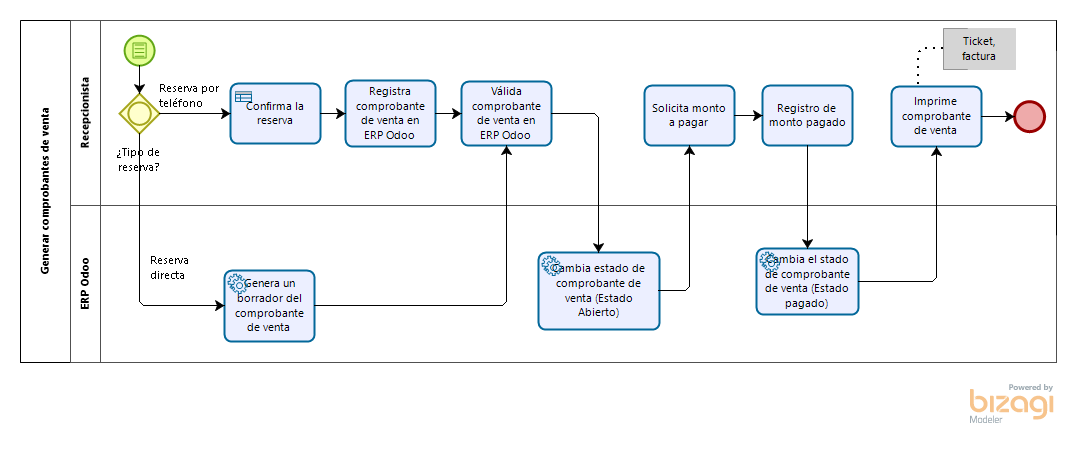 Generar comprobantes de venta
Recepcionista
Reserva por
teléfono
¿Tipo de
reserva?
Confirma la
reserva
Registra
comprobante
de venta en
ERP Odoo
Válida
comprobante
de venta en
ERP Odoo
Solicita monto
a pagar
Registro de
monto pagado
Imprime
comprobante
de venta
Ticket,
factura
ERP Odoo
Reserva
directa
Genera un
borrador del
comprobante
de venta
Cambia estado de
comprobante de
venta (Estado
Abierto)
Cambia el stado
de comprobante
de venta (Estado
pagado)
Powered by
bizagi
Modeler